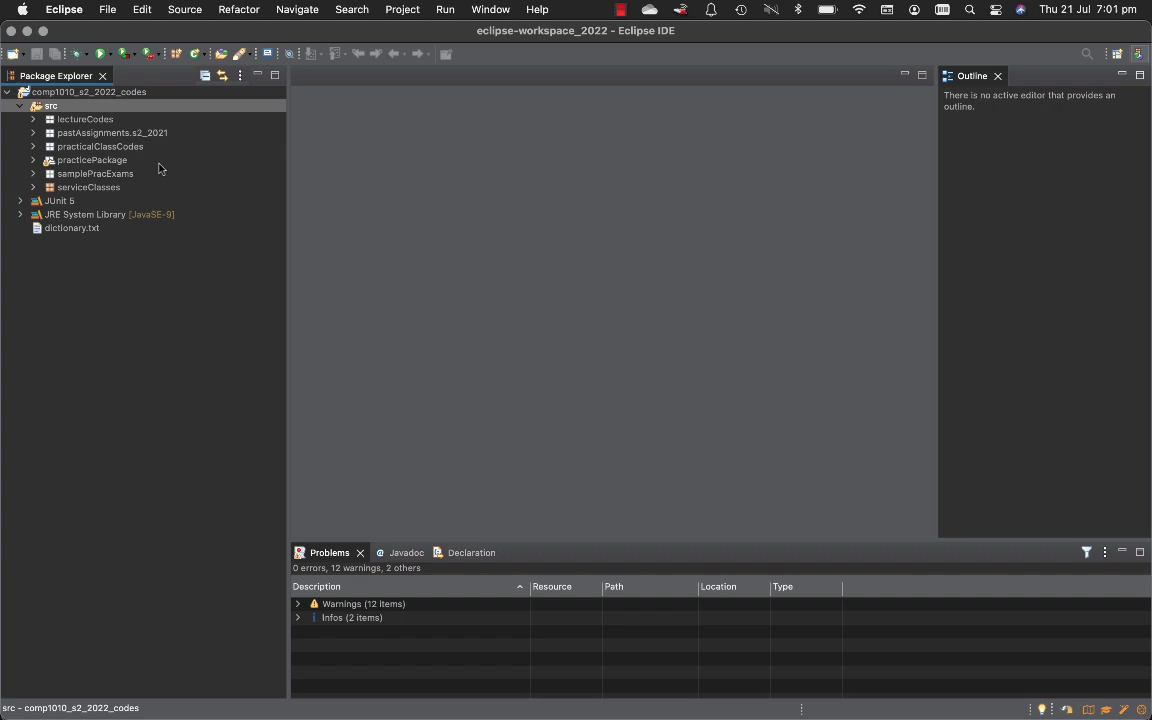 Eclipse File Edit Source Refactor Navigate Search Project Run Window Help Thu 21 Jul 7:01 pm
eclipse-workspace_2022 - Eclipse IDE
Package Explorer
Outline
comp1010_s2_2022_codes
src
lectureCodes
pastAssignments.s2_2021
practicalClassCodes
practicePackage
samplePracExams
serviceClasses
JUnit 5
JRE System Library [JavaSE-9]
dictionary.txt
There is no active editor that provides an
outline.
Problems Javadoc Declaration
0 errors, 12 warnings, 2 others
Description Resource Path Location Type
Warnings (12 items)
Infos (2 items)
src - comp1010_s2_2022_codes